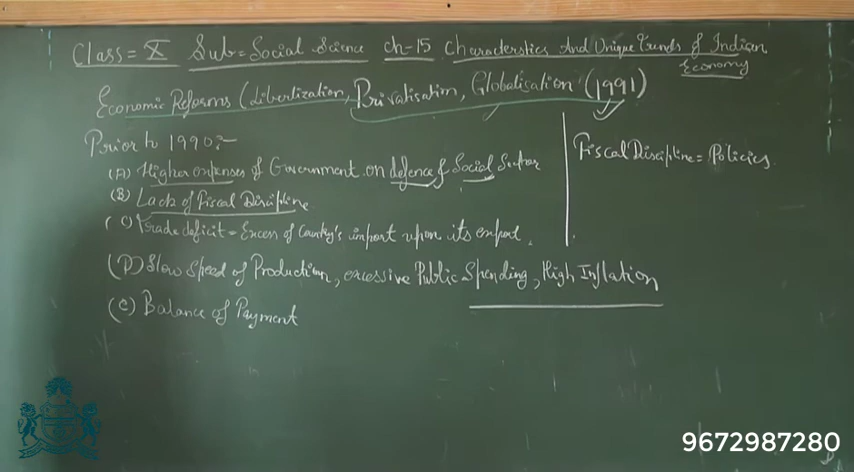 Class = X Sub = Social Science ch-15 Characterstics And Unique Trends of Indian Economy
Economic Reforms (Libertization, Privatisation, Globalisation (1991)
Prior to 1990:-
(A) Higher expenses of Government on defence & Social Sector
(B) Lack of Fiscal Discipline
(C) Trade deficit = Excess of Country's import upon its export.
(D) Slow Speed of Production, excessive Public Spending, High Inflation
(e) Balance of Payment
Fiscal Discipline = Policies
9672987280